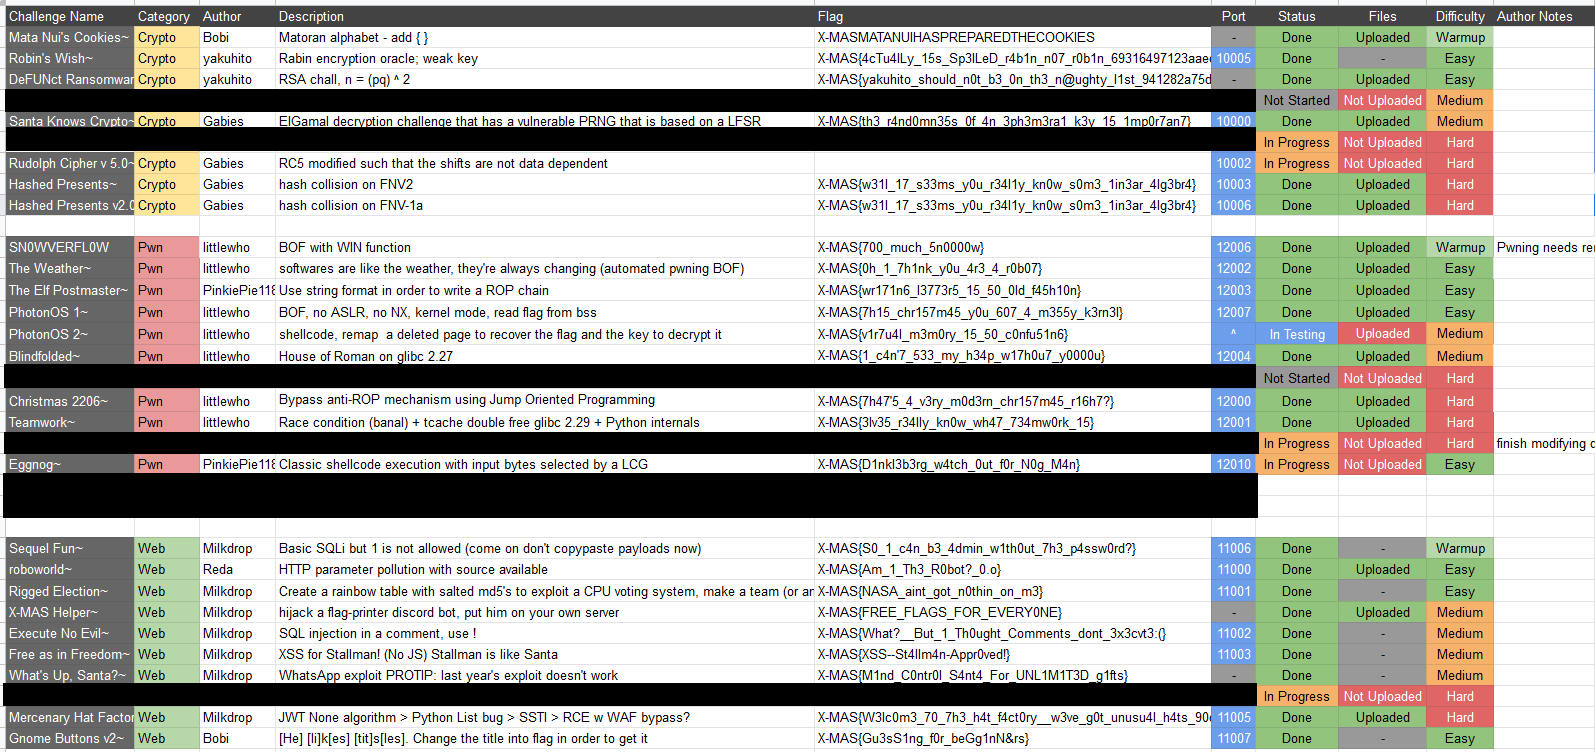 Challenge Name Category Author Description Flag Port Status Files Difficulty Author Notes
Mata Nui's Cookies~ Crypto Bobi Matoran alphabet - add { } X-MASMATANUIHASPREPAREDTHECOOKIES - Done Uploaded Warmup
Robin's Wish~ Crypto yakuhito Rabin encryption oracle; weak key X-MAS{4cTu4lLy_15s_Sp3lLeD_r4b1n_n07_r0b1n_69316497123aaec 10005 Done - Easy
DeFUNct Ransomwar Crypto yakuhito RSA chall, n = (pq) ^ 2 X-MAS{yakuhito_should_n0t_b3_0n_th3_n@ughty_l1st_941282a75d - Done Uploaded Easy
Not Started Not Uploaded Medium
Santa Knows Crypto~ Crypto Gabies ElGamal decryption challenge that has a vulnerable PRNG that is based on a LFSR X-MAS{th3_r4nd0mn35s_0f_4n_3ph3m3ra1_k3y_15_1mp0r7an7} 10000 Done Uploaded Medium
In Progress Not Uploaded Hard
Rudolph Cipher v 5.0~ Crypto Gabies RC5 modified such that the shifts are not data dependent 10002 In Progress Not Uploaded Hard
Hashed Presents~ Crypto Gabies hash collision on FNV2 X-MAS{w31l_17_s33ms_y0u_r34l1y_kn0w_s0m3_1in3ar_4lg3br4} 10003 Done Uploaded Hard
Hashed Presents v2.0 Crypto Gabies hash collision on FNV-1a X-MAS{w31l_17_s33ms_y0u_r34l1y_kn0w_s0m3_1in3ar_4lg3br4} 10006 Done Uploaded Hard
SN0WVERFL0W Pwn littlewho BOF with WIN function X-MAS{700_much_5n0000w} 12006 Done Uploaded Warmup Pwning needs re
The Weather~ Pwn littlewho softwares are like the weather, they're always changing (automated pwning BOF) X-MAS{0h_1_7h1nk_y0u_4r3_4_r0b07} 12002 Done Uploaded Easy
The Elf Postmaster~ Pwn PinkiePie118 Use string format in order to write a ROP chain X-MAS{wr171n6_l3773r5_15_50_0ld_f45h10n} 12003 Done Uploaded Easy
PhotonOS 1~ Pwn littlewho BOF, no ASLR, no NX, kernel mode, read flag from bss X-MAS{7h15_chr157m45_y0u_607_4_m355y_k3rn3l} 12007 Done Uploaded Easy
PhotonOS 2~ Pwn littlewho shellcode, remap a deleted page to recover the flag and the key to decrypt it X-MAS{v1r7u4l_m3m0ry_15_50_c0nfu51n6} ^ In Testing Uploaded Medium
Blindfolded~ Pwn littlewho House of Roman on glibc 2.27 X-MAS{1_c4n'7_533_my_h34p_w17h0u7_y0000u} 12004 Done Uploaded Medium
Not Started Not Uploaded Hard
Christmas 2206~ Pwn littlewho Bypass anti-ROP mechanism using Jump Oriented Programming X-MAS{7h47'5_4_v3ry_m0d3rn_chr157m45_r16h7?} 12000 Done Uploaded Hard
Teamwork~ Pwn littlewho Race condition (banal) + tcache double free glibc 2.29 + Python internals X-MAS{3lv35_r34lly_kn0w_wh47_734mw0rk_15} 12001 Done Uploaded Hard
In Progress Not Uploaded Hard finish modifying
Eggnog~ Pwn PinkiePie118 Classic shellcode execution with input bytes selected by a LCG X-MAS{D1nkl3b3rg_w4tch_0ut_f0r_N0g_M4n} 12010 In Progress Not Uploaded Easy
Sequel Fun~ Web Milkdrop Basic SQLi but 1 is not allowed (come on don't copypaste payloads now) X-MAS{S0_1_c4n_b3_4dmin_w1th0ut_7h3_p4ssw0rd?} 11006 Done - Warmup
roboworld~ Web Reda HTTP parameter pollution with source available X-MAS{Am_1_Th3_R0bot?_0.o} 11000 Done Uploaded Easy
Rigged Election~ Web Milkdrop Create a rainbow table with salted md5's to exploit a CPU voting system, make a team (or an X-MAS{NASA_aint_got_n0thin_on_m3} 11001 Done - Easy
X-MAS Helper~ Web Milkdrop hijack a flag-printer discord bot, put him on your own server X-MAS{FREE_FLAGS_FOR_EVERY0NE} - Done Uploaded Medium
Execute No Evil~ Web Milkdrop SQL injection in a comment, use ! X-MAS{What?__But_1_Th0ught_Comments_dont_3x3cvt3:(} 11002 Done - Medium
Free as in Freedom~ Web Milkdrop XSS for Stallman! (No JS) Stallman is like Santa X-MAS{XSS--St4llm4n-Appr0ved!} 11003 Done - Medium
What's Up, Santa?~ Web Milkdrop WhatsApp exploit PROTIP: last year's exploit doesn't work X-MAS{M1nd_C0ntr0l_S4nt4_For_UNL1M1T3D_g1fts} - Done - Medium
In Progress Not Uploaded Hard
Mercenary Hat Factor Web Milkdrop JWT None algorithm > Python List bug > SSTI > RCE w WAF bypass? X-MAS{W3lc0m3_70_7h3_h4t_f4ct0ry__w3ve_g0t_unusu4l_h4ts_90 11005 Done Uploaded Hard
Gnome Buttons v2~ Web Bobi [He] [li]k[es] [tit]s[les]. Change the title into flag in order to get it X-MAS{Gu3sS1ng_f0r_beGg1nN&rs} 11007 Done - Easy